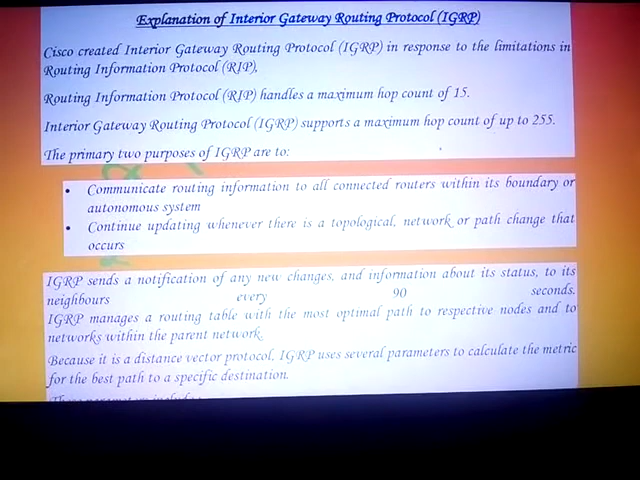 Explanation of Interior Gateway Routing Protocol (IGRP)
Cisco created Interior Gateway Routing Protocol (IGRP) in response to the limitations in
Routing Information Protocol (RIP),
Routing Information Protocol (RIP) handles a maximum hop count of 15.
Interior Gateway Routing Protocol (IGRP) supports a maximum hop count of up to 255.
The primary two purposes of IGRP are to:
• Communicate routing information to all connected routers within its boundary or
autonomous system
• Continue updating whenever there is a topological, network or path change that
occurs
IGRP sends a notification of any new changes, and information about its status, to its
neighbours every 90 seconds.
IGRP manages a routing table with the most optimal path to respective nodes and to
networks within the parent network.
Because it is a distance vector protocol, IGRP uses several parameters to calculate the metric
for the best path to a specific destination.